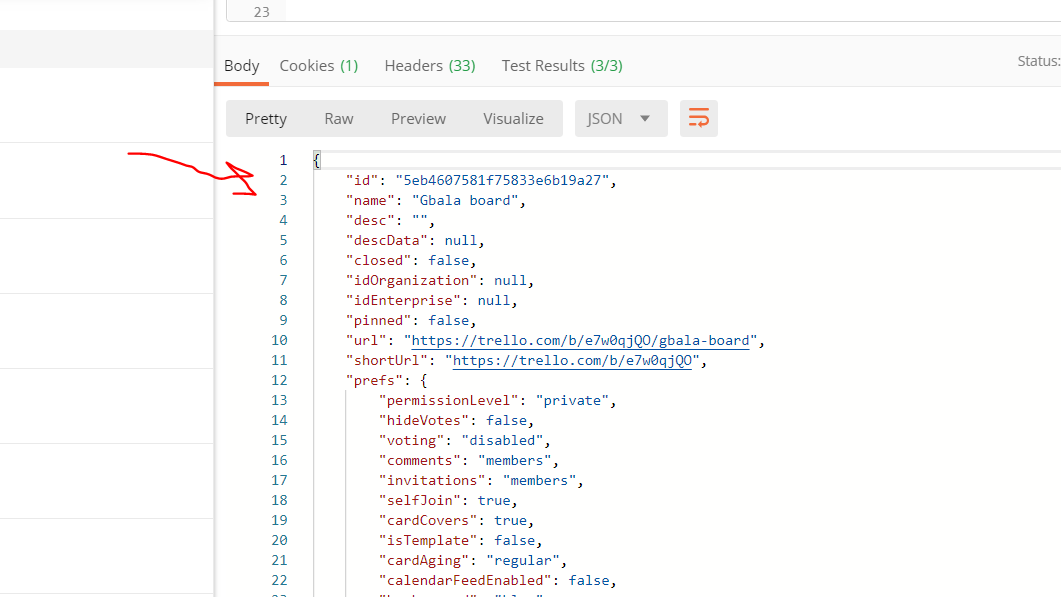 23
Body Cookies (1) Headers (33) Test Results (3/3) Status:
Pretty Raw Preview Visualize JSON
1 {
2 "id": "5eb4607581f75833e6b19a27",
3 "name": "Gbala board",
4 "desc": "",
5 "descData": null,
6 "closed": false,
7 "idOrganization": null,
8 "idEnterprise": null,
9 "pinned": false,
10 "url": "https://trello.com/b/e7w0qjQO/gbala-board",
11 "shortUrl": "https://trello.com/b/e7w0qjQO",
12 "prefs": {
13 "permissionLevel": "private",
14 "hideVotes": false,
15 "voting": "disabled",
16 "comments": "members",
17 "invitations": "members",
18 "selfJoin": true,
19 "cardCovers": true,
20 "isTemplate": false,
21 "cardAging": "regular",
22 "calendarFeedEnabled": false,